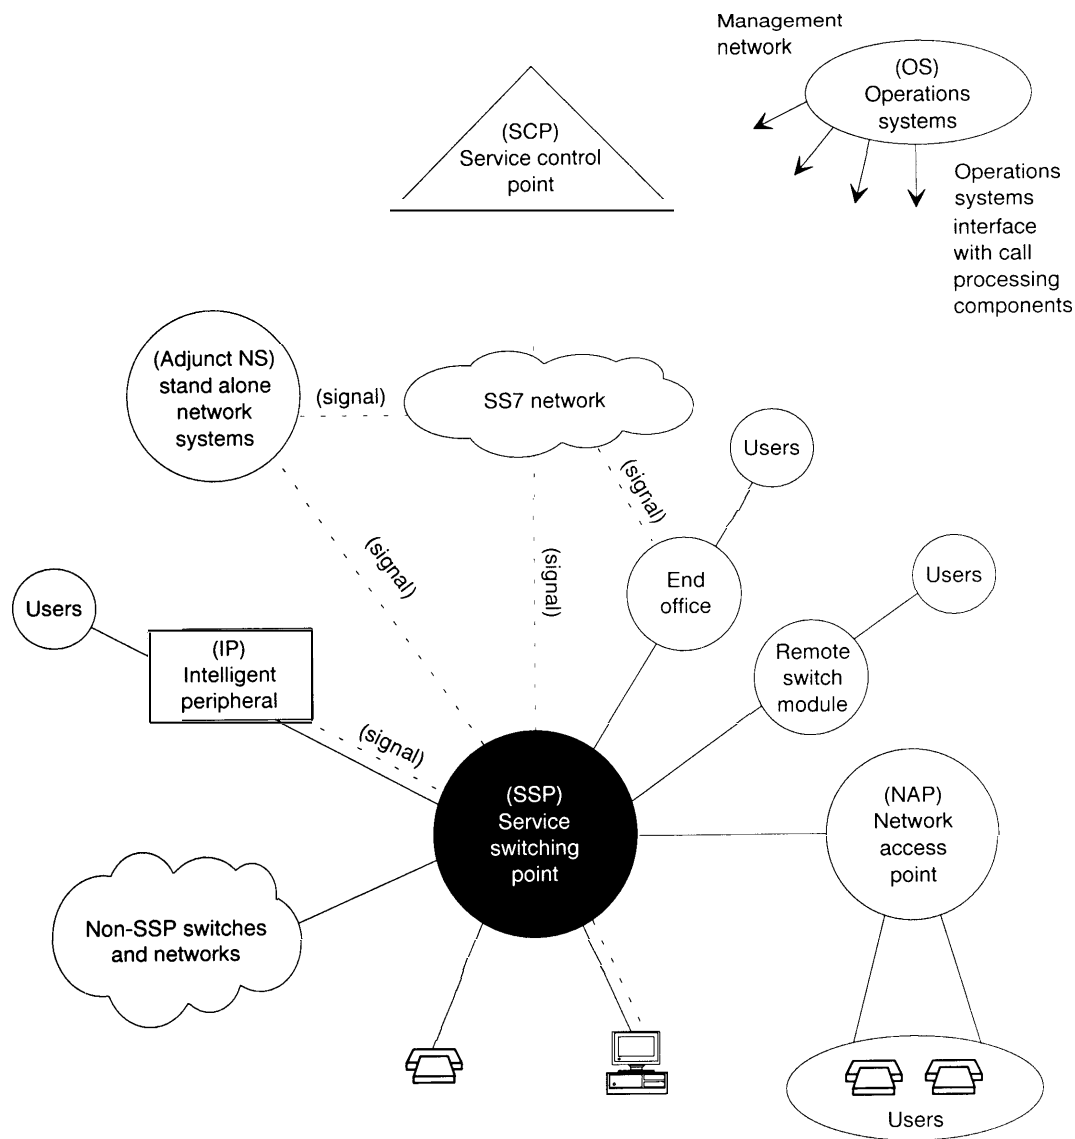 Management
network
(OS)
Operations
systems
(SCP)
Service control
point
Operations
systems
interface
with call
processing
components
(Adjunct NS)
stand alone
network
systems
(signal)
SS7 network
Users
(signal)
(signal)
(signal)
End
office
Users
Users
(IP)
Intelligent
peripheral
Remote
switch
module
(signal)
(SSP)
Service
switching
point
(NAP)
Network
access
point
Non-SSP switches
and networks
Users